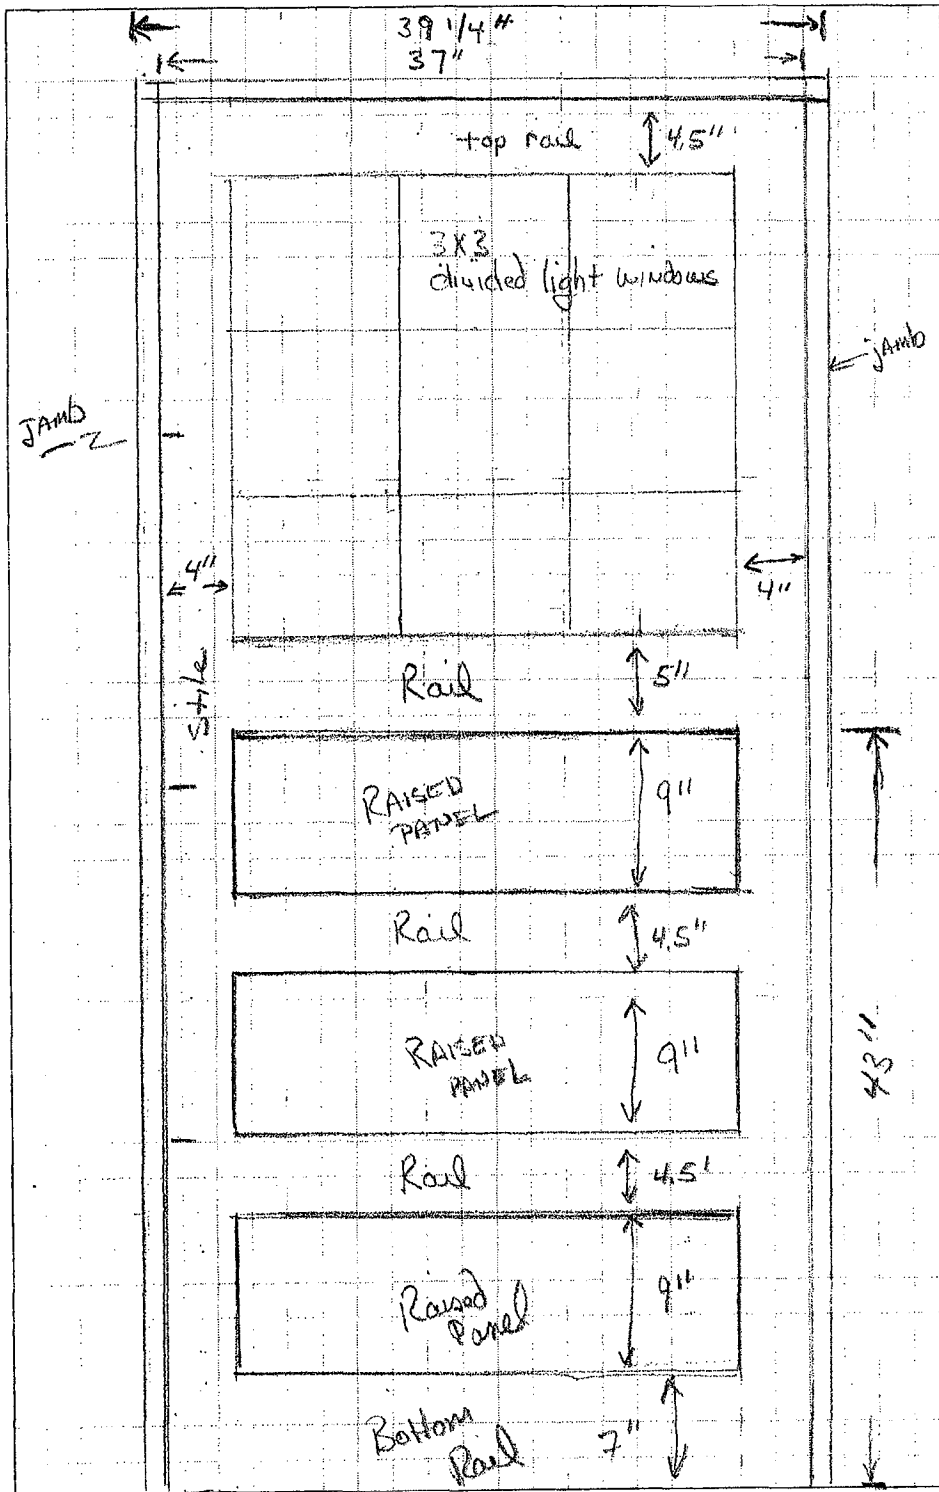 39 1/4"
37"
top rail
4.5"
3X3
divided light windows
jAmb
JAmb
4"
4"
Stile
Rail
5"
RAISED
PANEL
9"
Rail
4.5"
RAISED
PANEL
9"
43"
Rail
4.5'
Raised
Panel
9"
Bottom
Rail
7"